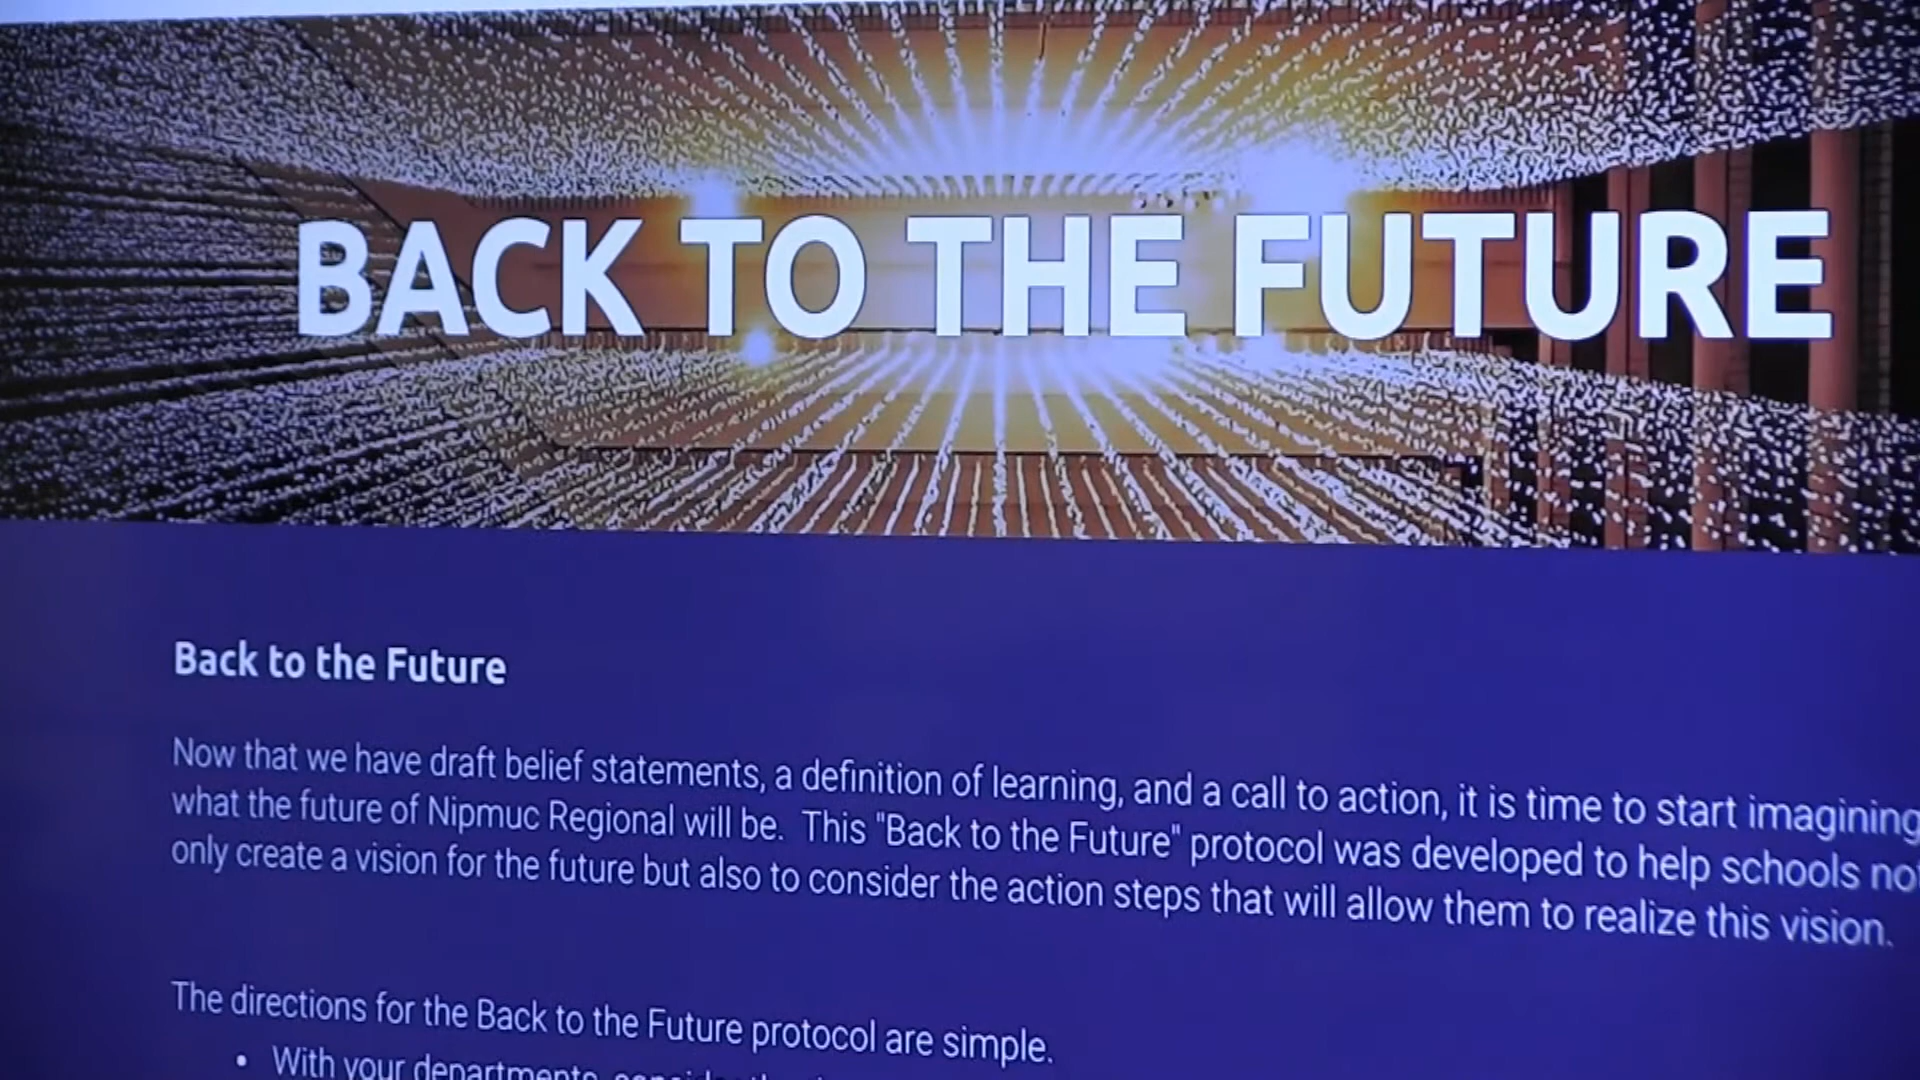 BACK TO THE FUTURE
Back to the Future
Now that we have draft belief statements, a definition of learning, and a call to action, it is time to start imagining
what the future of Nipmuc Regional will be. This "Back to the Future" protocol was developed to help schools not
only create a vision for the future but also to consider the action steps that will allow them to realize this vision.
The directions for the Back to the Future protocol are simple.
• With your departments,